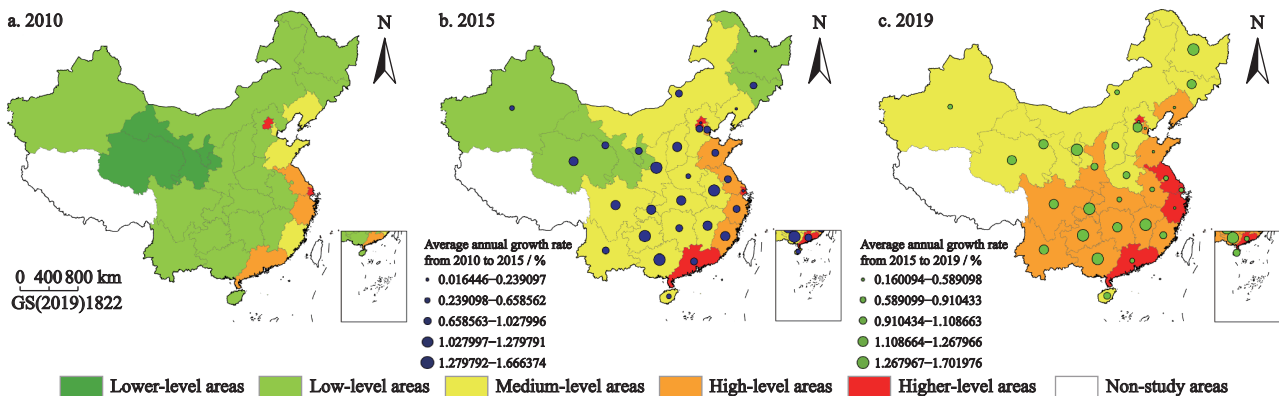 a. 2010
N
0 400 800 km
GS(2019)1822
b. 2015
N
Average annual growth rate
from 2010 to 2015 / %
0.016446−0.239097
0.239098−0.658562
0.658563−1.027996
1.027997−1.279791
1.279792−1.666374
c. 2019
N
Average annual growth rate
from 2015 to 2019 / %
0.160094−0.589098
0.589099−0.910433
0.910434−1.108663
1.108664−1.267966
1.267967−1.701976
Lower-level areas
Low-level areas
Medium-level areas
High-level areas
Higher-level areas
Non-study areas